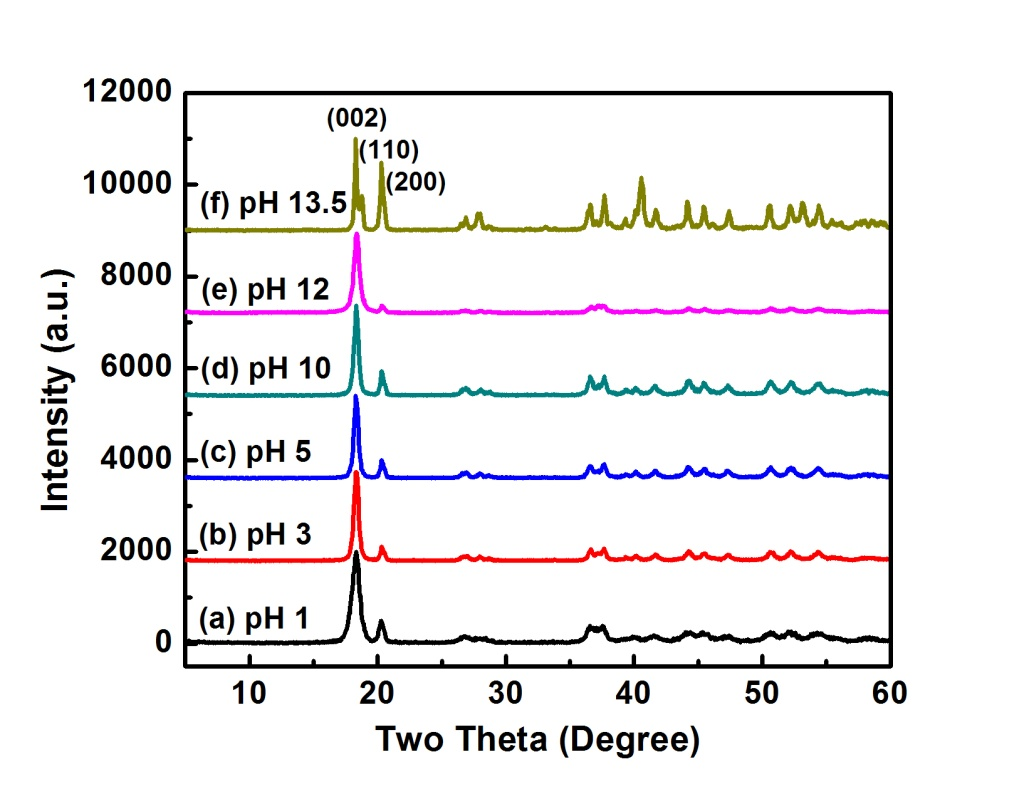 12000
(002)
(110)
10000
(200)
(f) pH 13.5
8000
(e) pH 12
6000
(d) pH 10
4000
(c) pH 5
(b) pH 3
2000
(a) pH 1
0
10 20 30 40 50 60
Two Theta (Degree)
Intensity (a.u.)